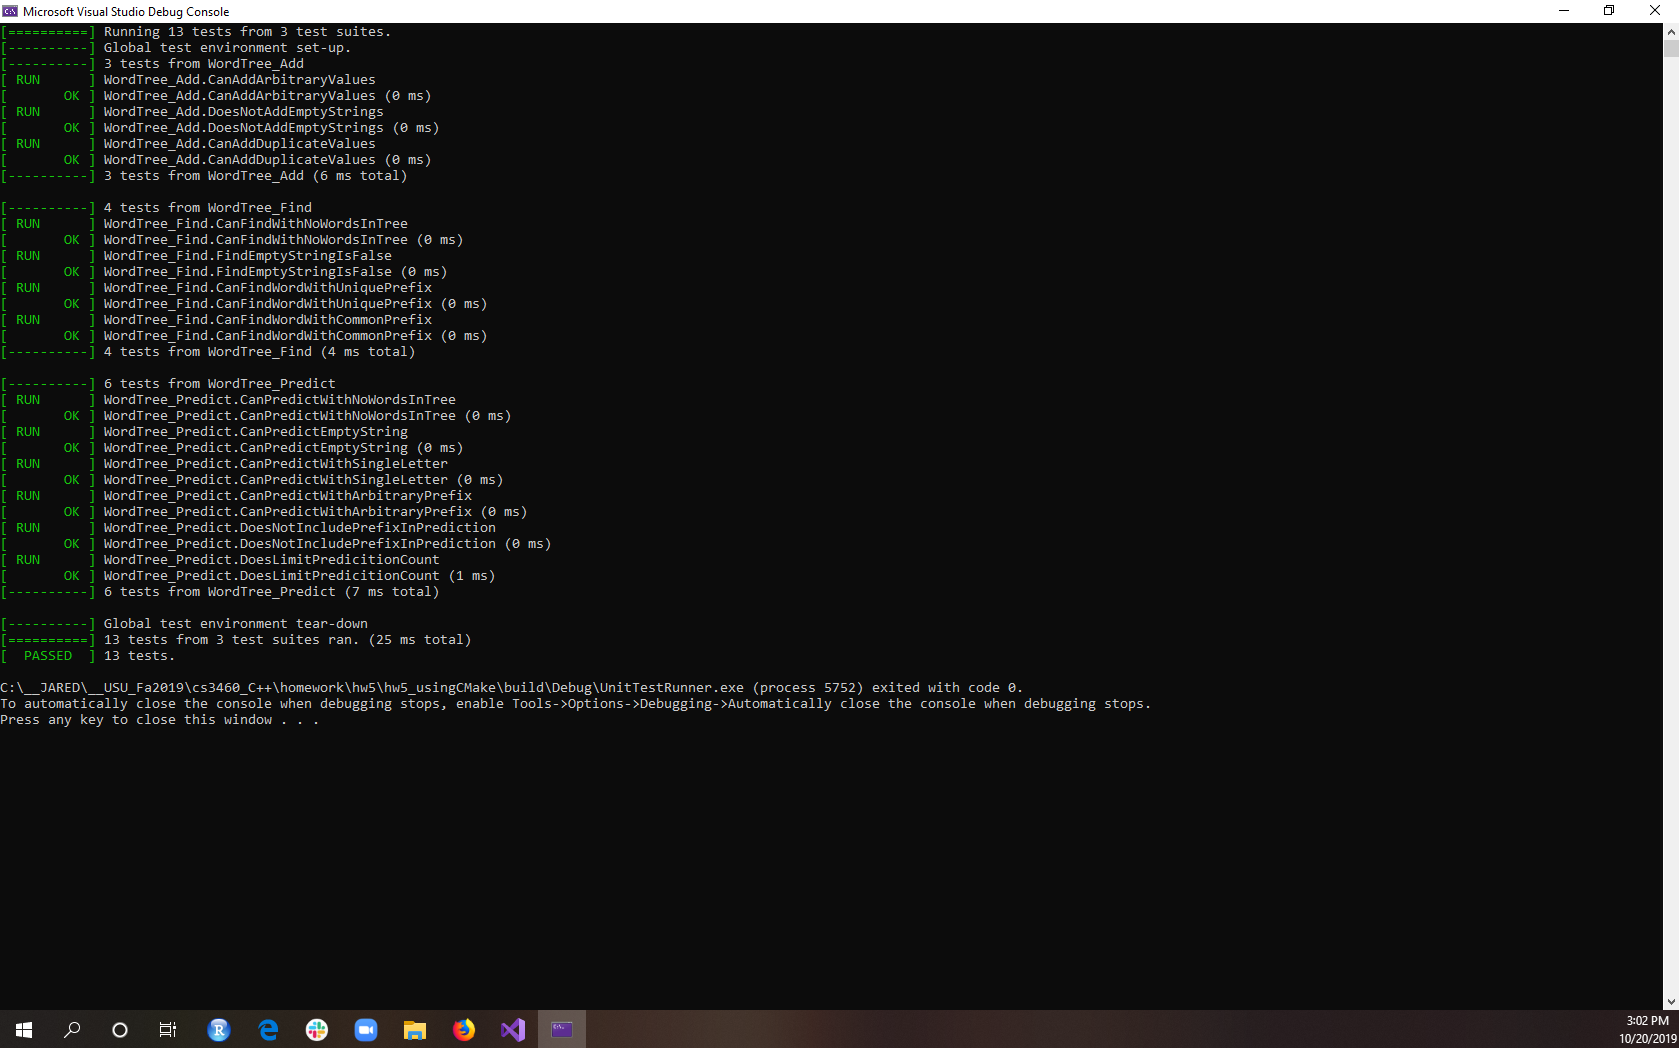 Microsoft Visual Studio Debug Console
[==========] Running 13 tests from 3 test suites.
[----------] Global test environment set-up.
[----------] 3 tests from WordTree_Add
[ RUN      ] WordTree_Add.CanAddArbitraryValues
[       OK ] WordTree_Add.CanAddArbitraryValues (0 ms)
[ RUN      ] WordTree_Add.DoesNotAddEmptyStrings
[       OK ] WordTree_Add.DoesNotAddEmptyStrings (0 ms)
[ RUN      ] WordTree_Add.CanAddDuplicateValues
[       OK ] WordTree_Add.CanAddDuplicateValues (0 ms)
[----------] 3 tests from WordTree_Add (6 ms total)
[----------] 4 tests from WordTree_Find
[ RUN      ] WordTree_Find.CanFindWithNoWordsInTree
[       OK ] WordTree_Find.CanFindWithNoWordsInTree (0 ms)
[ RUN      ] WordTree_Find.FindEmptyStringIsFalse
[       OK ] WordTree_Find.FindEmptyStringIsFalse (0 ms)
[ RUN      ] WordTree_Find.CanFindWordWithUniquePrefix
[       OK ] WordTree_Find.CanFindWordWithUniquePrefix (0 ms)
[ RUN      ] WordTree_Find.CanFindWordWithCommonPrefix
[       OK ] WordTree_Find.CanFindWordWithCommonPrefix (0 ms)
[----------] 4 tests from WordTree_Find (4 ms total)
[----------] 6 tests from WordTree_Predict
[ RUN      ] WordTree_Predict.CanPredictWithNoWordsInTree
[       OK ] WordTree_Predict.CanPredictWithNoWordsInTree (0 ms)
[ RUN      ] WordTree_Predict.CanPredictEmptyString
[       OK ] WordTree_Predict.CanPredictEmptyString (0 ms)
[ RUN      ] WordTree_Predict.CanPredictWithSingleLetter
[       OK ] WordTree_Predict.CanPredictWithSingleLetter (0 ms)
[ RUN      ] WordTree_Predict.CanPredictWithArbitraryPrefix
[       OK ] WordTree_Predict.CanPredictWithArbitraryPrefix (0 ms)
[ RUN      ] WordTree_Predict.DoesNotIncludePrefixInPrediction
[       OK ] WordTree_Predict.DoesNotIncludePrefixInPrediction (0 ms)
[ RUN      ] WordTree_Predict.DoesLimitPredicitionCount
[       OK ] WordTree_Predict.DoesLimitPredicitionCount (1 ms)
[----------] 6 tests from WordTree_Predict (7 ms total)
[----------] Global test environment tear-down
[==========] 13 tests from 3 test suites ran. (25 ms total)
[  PASSED  ] 13 tests.
C:\__JARED\__USU_Fa2019\cs3460_C++\homework\hw5\hw5_usingCMake\build\Debug\UnitTestRunner.exe (process 5752) exited with code 0.
To automatically close the console when debugging stops, enable Tools->Options->Debugging->Automatically close the console when debugging stops.
Press any key to close this window . . .
3:02 PM
10/20/2019